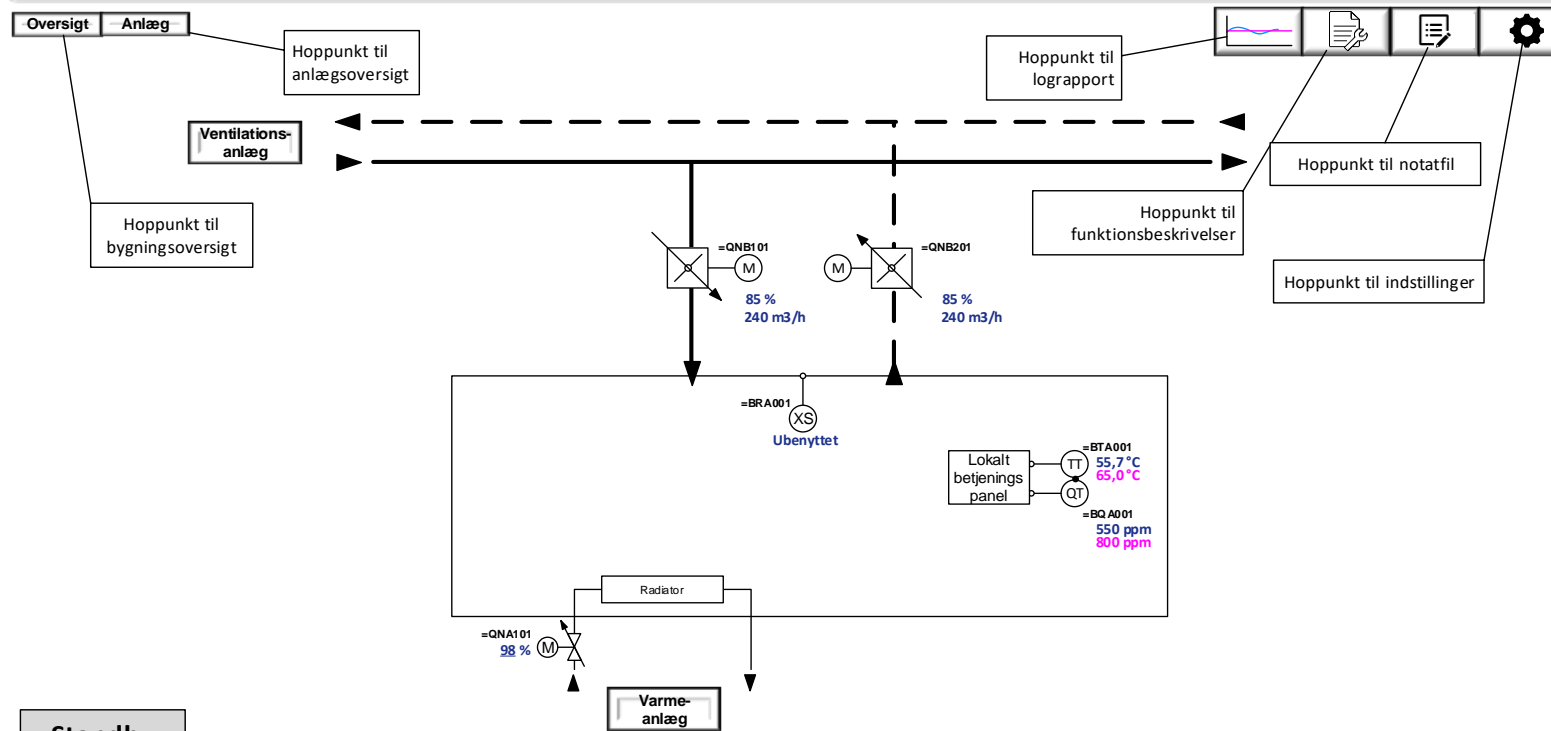 Oversigt
Anlæg
Hoppunkt til
anlægsoversigt
Hoppunkt til
lograpport
Ventilations-
anlæg
Hoppunkt til notatfil
Hoppunkt til
bygningsoversigt
Hoppunkt til
funktionsbeskrivelser
Hoppunkt til indstillinger
=QNB101
M
85 %
240 m3/h
=QNB201
M
85 %
240 m3/h
=BRA001
XS
Ubenyttet
Lokalt
betjenings
panel
=BTA001
TT
55,7°C
65,0°C
QT
=BQA001
550 ppm
800 ppm
Radiator
=QNA101
98 %
M
Varme-
anlæg